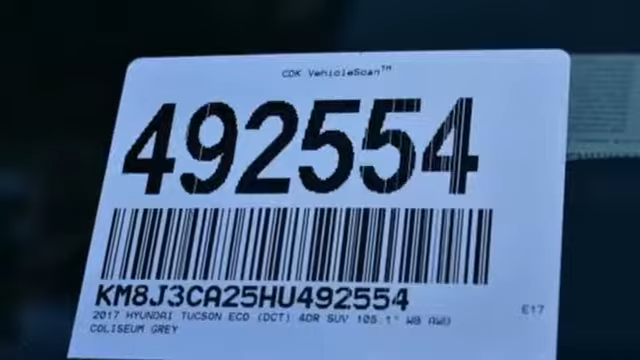 CDK VehicleScan™
492554
KM8J3CA25HU492554
E17
2017 HYUNDAI TUCSON ECO (DCT) 4DR SUV 105.1" WB AWD
COLISEUM GREY